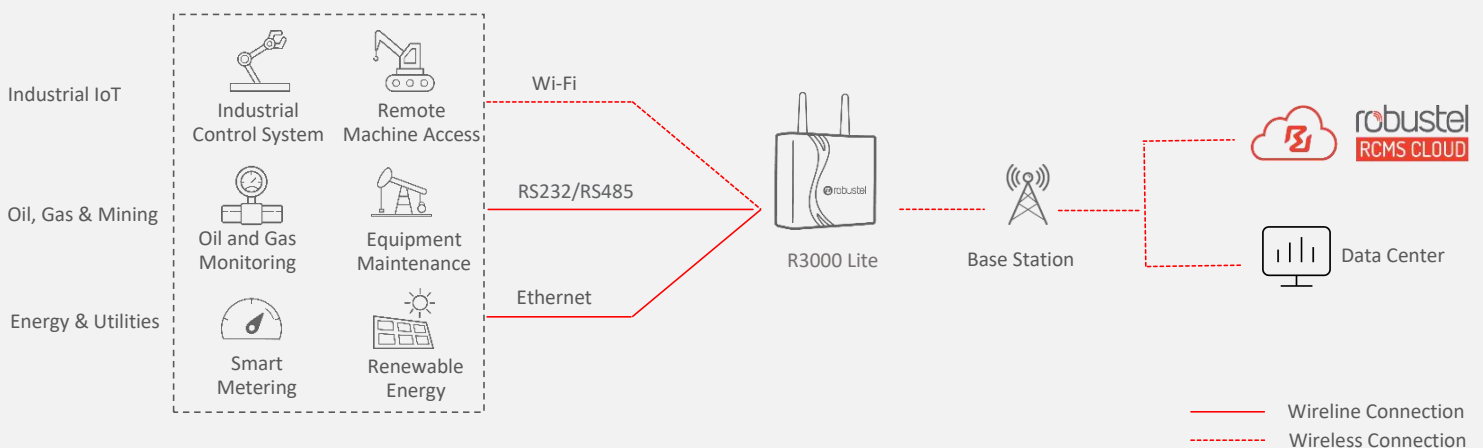 Industrial IoT
Industrial
Control System
Remote
Machine Access
Oil, Gas & Mining
Oil and Gas
Monitoring
Equipment
Maintenance
Energy & Utilities
Smart
Metering
Renewable
Energy
Wi-Fi
RS232/RS485
Ethernet
robustel
R3000 Lite
Base Station
robustel
RCMS CLOUD
Data Center
Wireline Connection
Wireless Connection